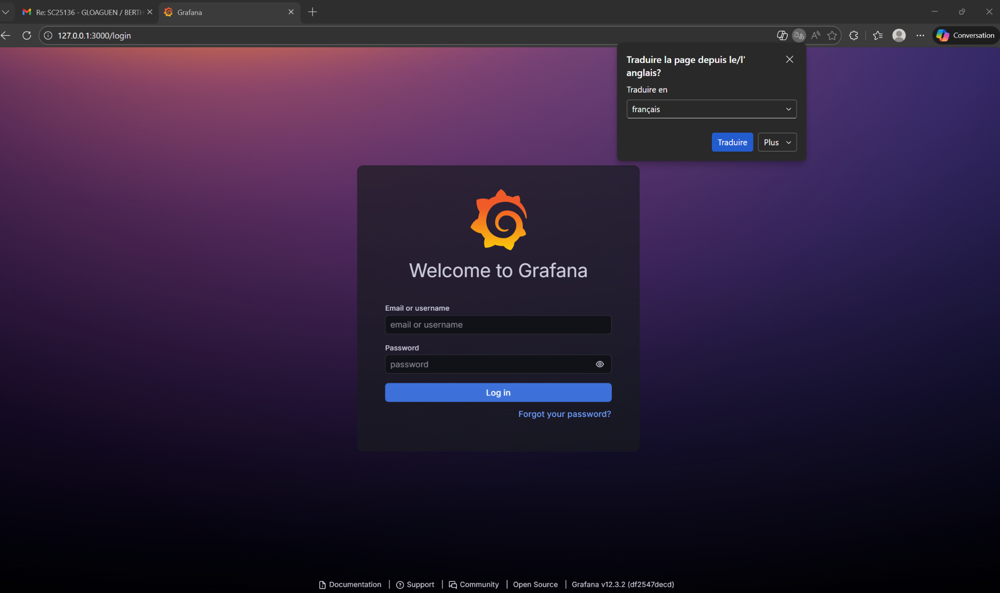 Re: SC25136 - GLOAGUEN / BERTH
Grafana
127.0.0.1:3000/login
Conversation
Traduire la page depuis le/l'
anglais?
Traduire en
français
Traduire
Plus
Welcome to Grafana
Email or username
email or username
Password
password
Log in
Forgot your password?
Documentation | Support | Community | Open Source | Grafana v12.3.2 (df2547decd)